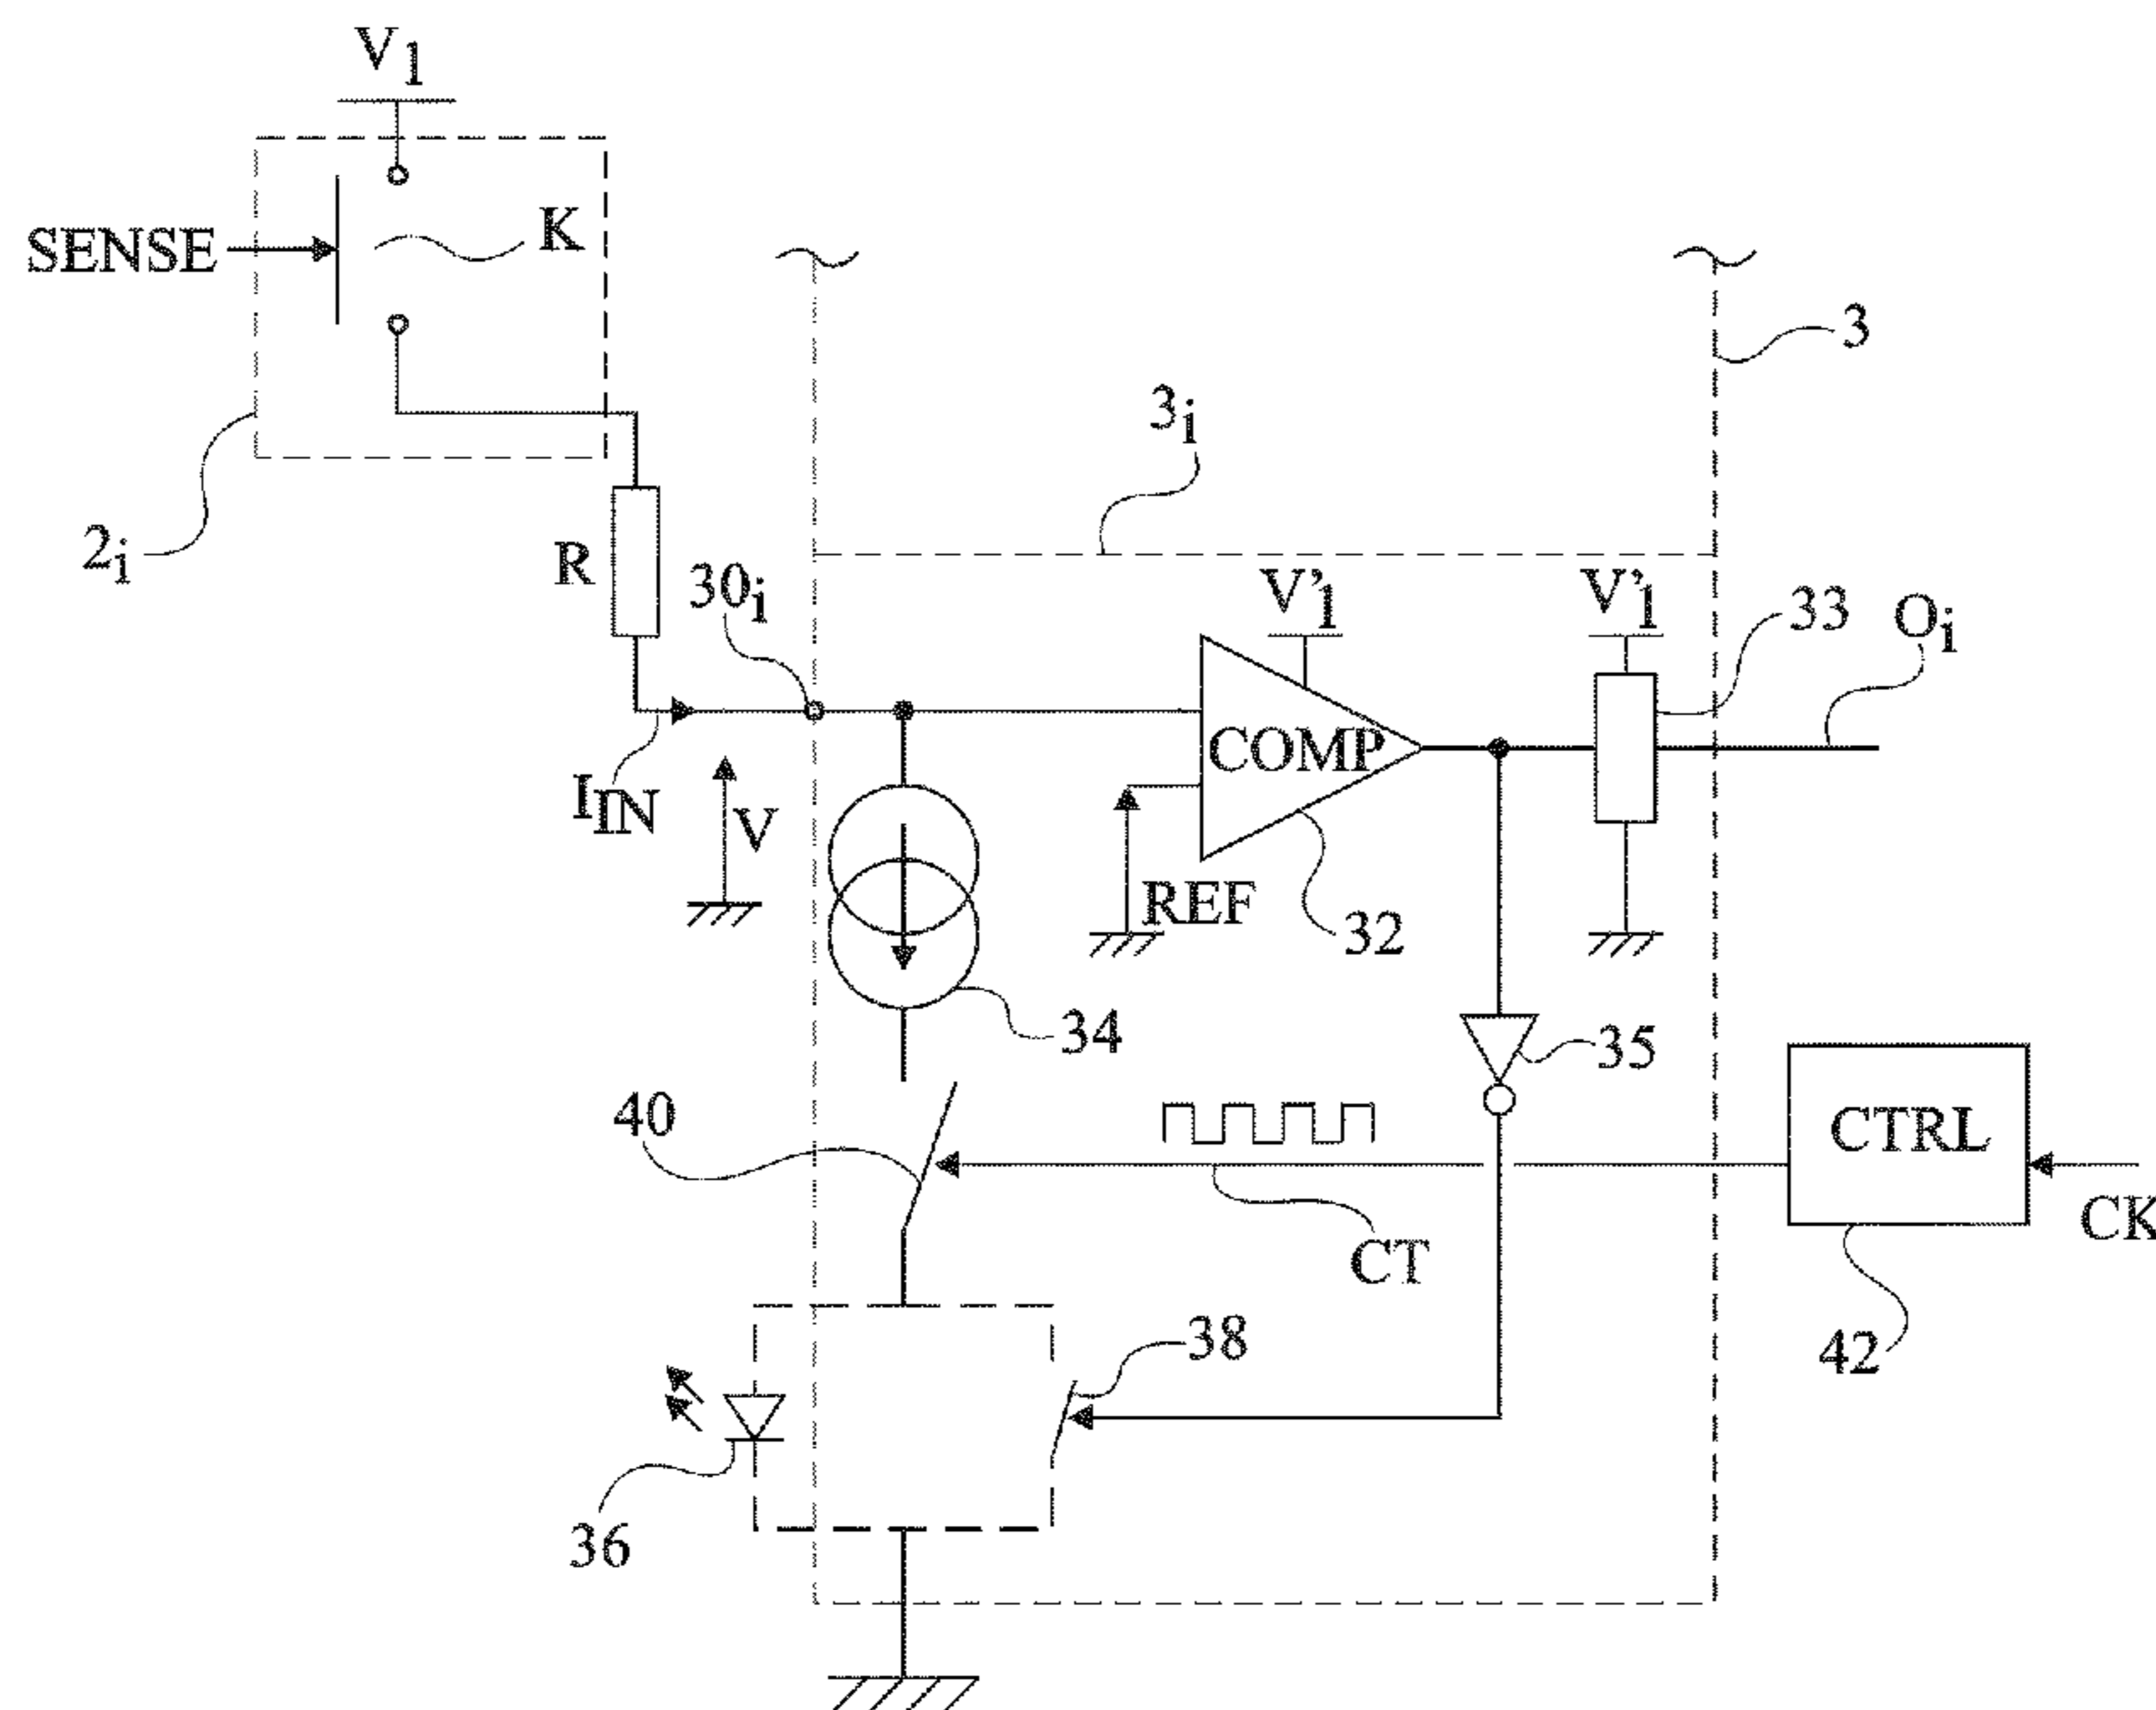 V1
SENSE
K
3
3i
2i
R
30i
V'1
V'1
33
Oi
COMP
IIN
V
REF
32
34
35
40
CTRL
CK
CT
38
42
36